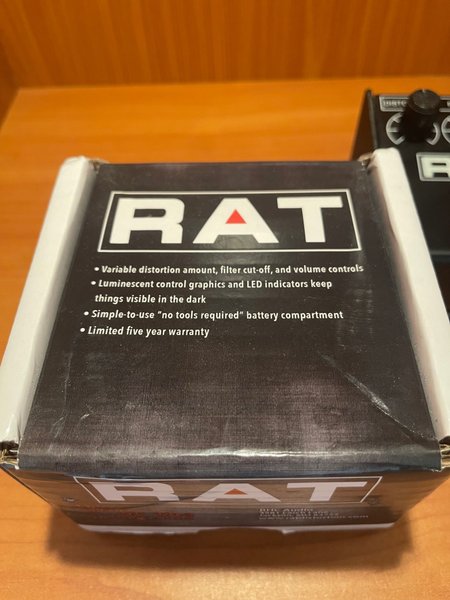 RAT
• Variable distortion amount, filter cut-off, and volume controls
• Luminescent control graphics and LED indicators keep
things visible in the dark
• Simple-to-use "no tools required" battery compartment
• Limited five year warranty
RAT